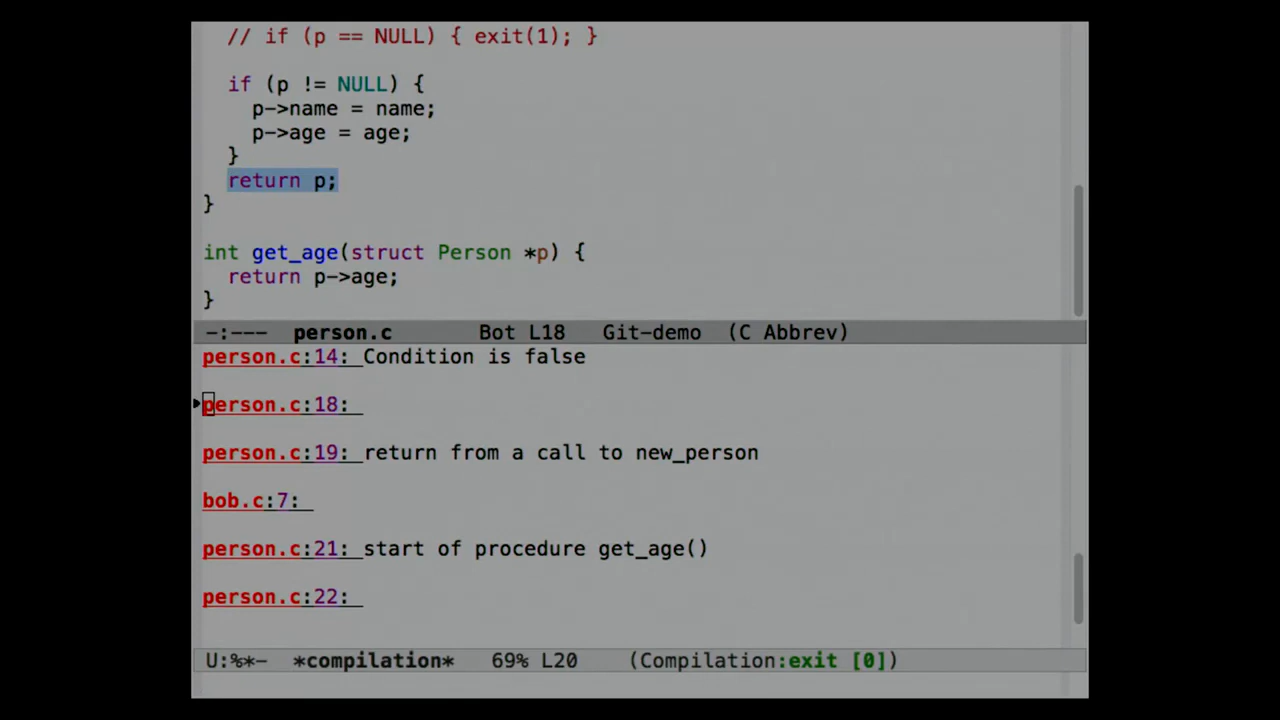 // if (p == NULL) { exit(1); }
if (p != NULL) {
p->name = name;
p->age = age;
}
return p;
}
int get_age(struct Person *p) {
return p->age;
}
-:--- person.c Bot L18 Git-demo (C Abbrev)
person.c:14: Condition is false
person.c:18:
person.c:19: return from a call to new_person
bob.c:7:
person.c:21: start of procedure get_age()
person.c:22:
U:%*- *compilation* 69% L20 (Compilation:exit [0])